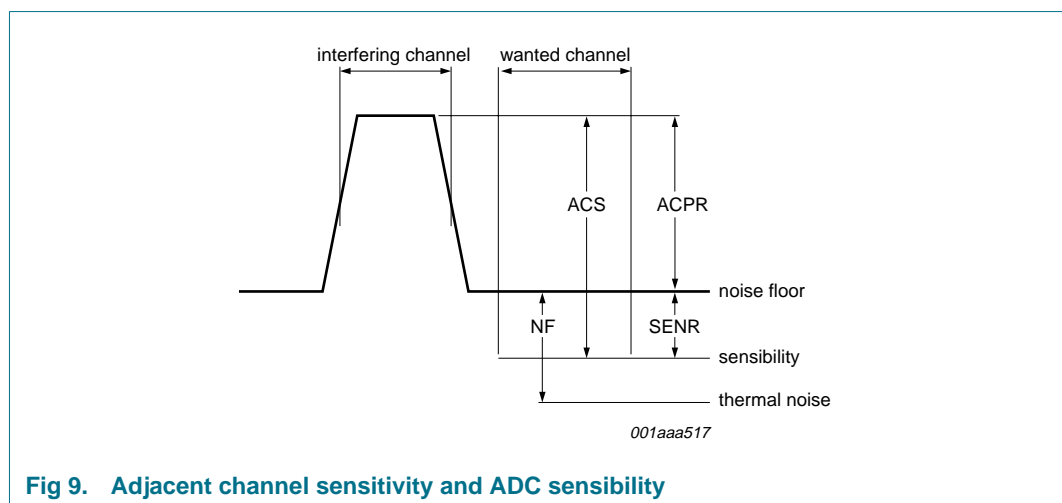 interfering channel
wanted channel
ACS
ACPR
noise floor
NF
SENR
sensibility
thermal noise
001aaa517
Fig 9. Adjacent channel sensitivity and ADC sensibility